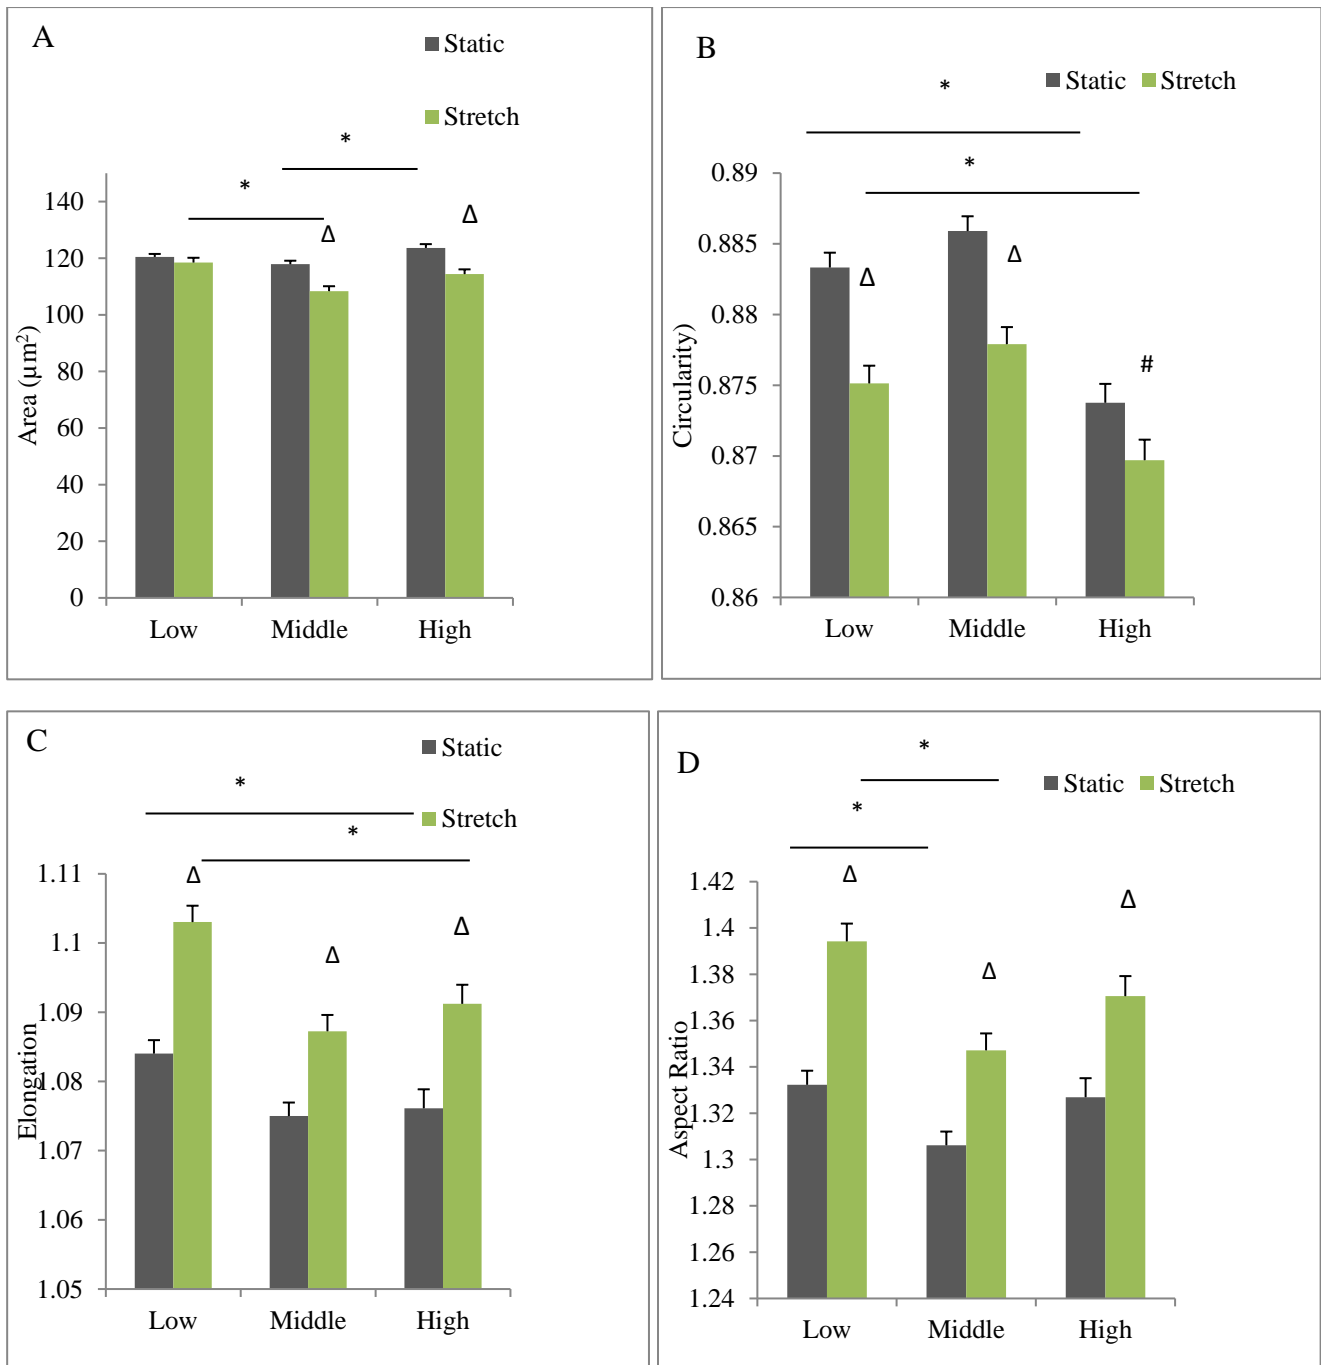 A
Static
Stretch
*
*
Δ
Δ
140
120
100
80
60
40
20
0
Area (µm²)
Low Middle High
B
Static Stretch
*
*
Δ
Δ
#
0.89
0.885
0.88
0.875
0.87
0.865
0.86
Circularity)
Low Middle High
C
Static
Stretch
*
*
Δ
Δ
Δ
1.11
1.1
1.09
1.08
1.07
1.06
1.05
Elongation
Low Middle High
D
Static Stretch
*
*
Δ
Δ
Δ
1.42
1.4
1.38
1.36
1.34
1.32
1.3
1.28
1.26
1.24
Aspect Ratio
Low Middle High